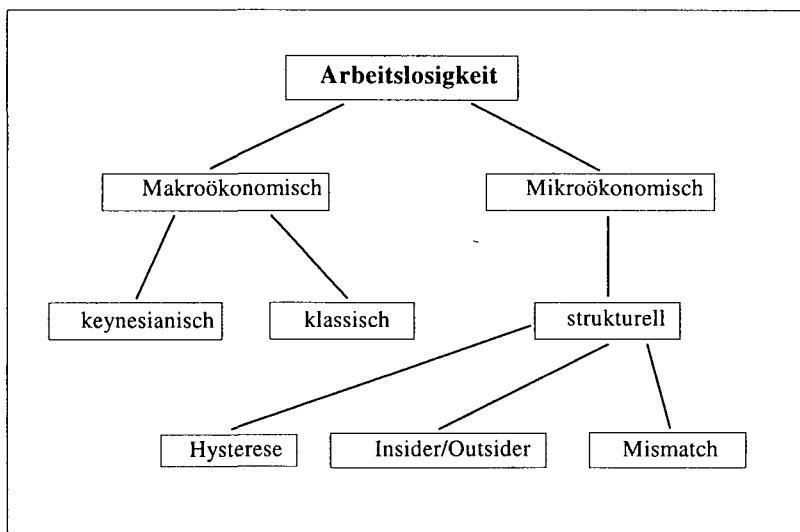 Arbeitslosigkeit
Makroökonomisch
Mikroökonomisch
keynesianisch
klassisch
strukturell
Hysterese
Insider/Outsider
Mismatch